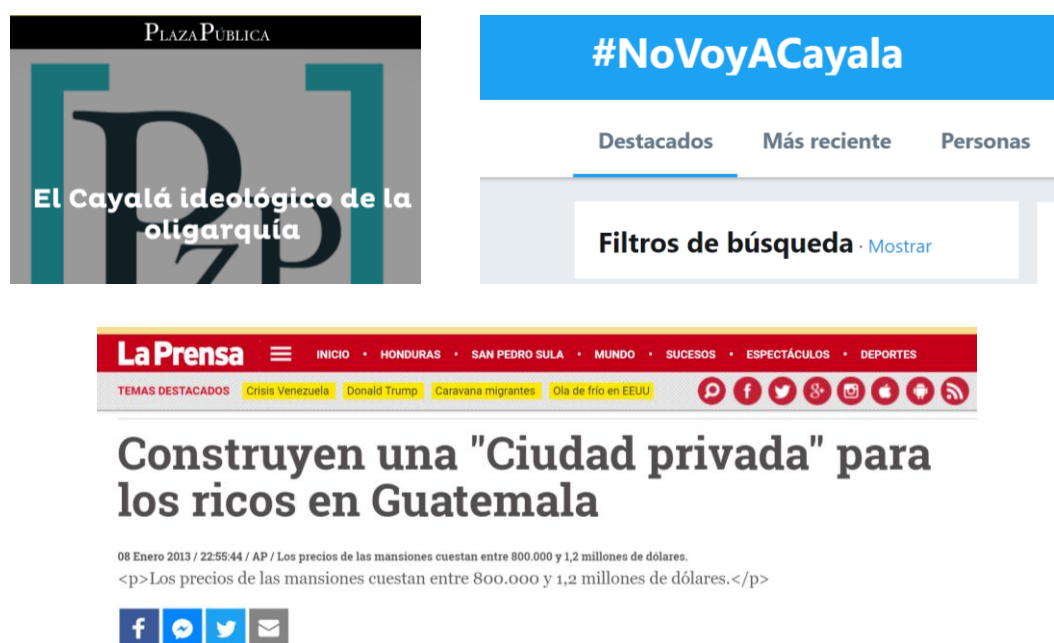 PLAZAPÚBLICA
El Cayalá ideológico de la
oligarquía
#NoVoyACayala
Destacados Más reciente Personas
Filtros de búsqueda · Mostrar
La Prensa INICIO • HONDURAS • SAN PEDRO SULA • MUNDO • SUCESOS • ESPECTÁCULOS • DEPORTES
TEMAS DESTACADOS Crisis Venezuela Donald Trump Caravana migrantes Ola de frío en EEUU
Construyen una "Ciudad privada" para
los ricos en Guatemala
08 Enero 2013 / 22:55:44 / AP / Los precios de las mansiones cuestan entre 800.000 y 1,2 millones de dólares.
<p>Los precios de las mansiones cuestan entre 800.000 y 1,2 millones de dólares.</p>